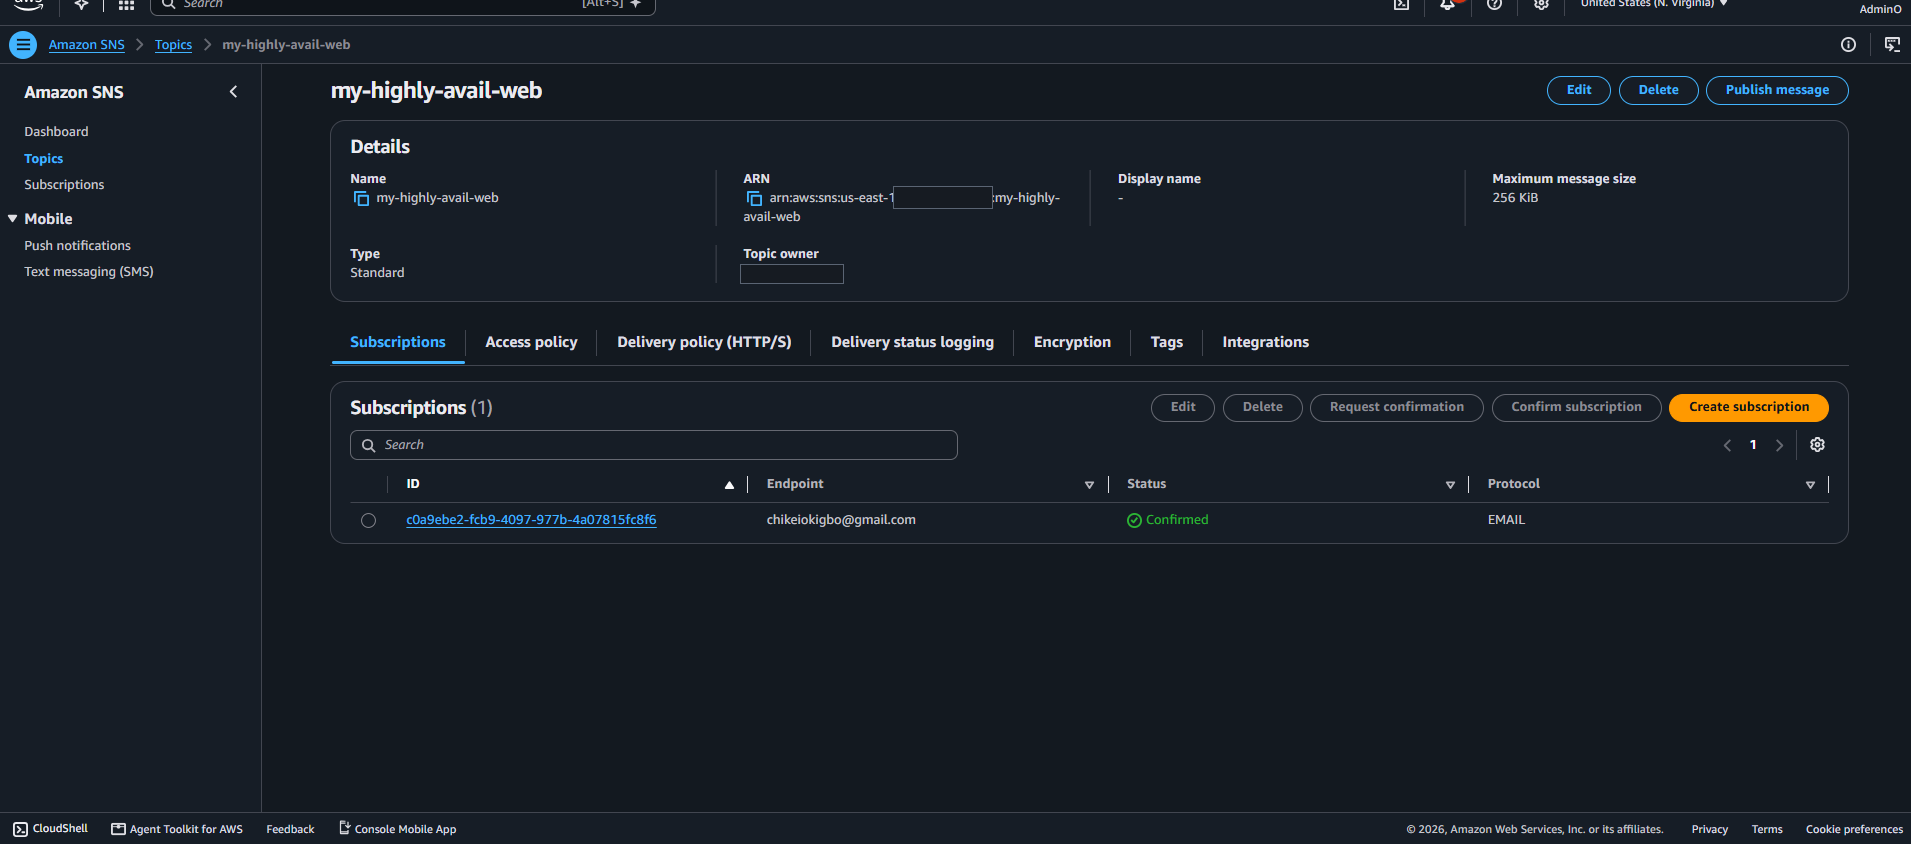 aws
Search
[Alt+S]
United States (N. Virginia)
AdminO
Amazon SNS
Topics
my-highly-avail-web
Amazon SNS
Dashboard
Topics
Subscriptions
Mobile
Push notifications
Text messaging (SMS)
my-highly-avail-web
Edit
Delete
Publish message
Details
Name
my-highly-avail-web
ARN
arn:aws:sns:us-east-1
:my-highly-
avail-web
Display name
-
Maximum message size
256 KiB
Type
Standard
Topic owner
Subscriptions
Access policy
Delivery policy (HTTP/S)
Delivery status logging
Encryption
Tags
Integrations
Subscriptions (1)
Edit
Delete
Request confirmation
Confirm subscription
Create subscription
Search
1
ID
Endpoint
Status
Protocol
c0a9ebe2-fcb9-4097-977b-4a07815fc8f6
chikeiokigbo@gmail.com
Confirmed
EMAIL
CloudShell
Agent Toolkit for AWS
Feedback
Console Mobile App
© 2026, Amazon Web Services, Inc. or its affiliates.
Privacy
Terms
Cookie preferences